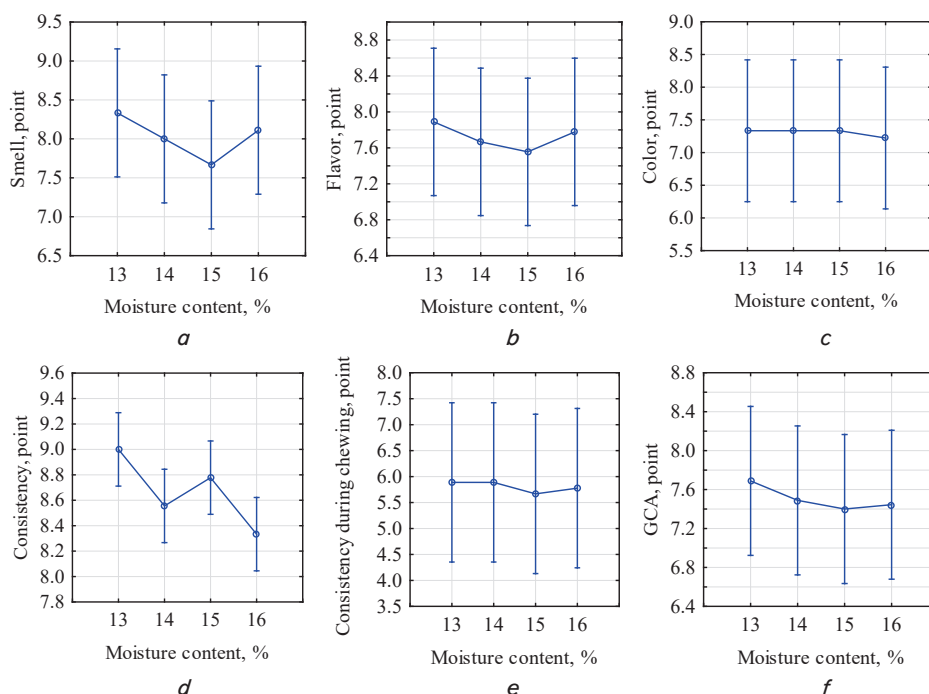 Smell, point
9.5
9.0
8.5
8.0
7.5
7.0
6.5
13 14 15 16
Moisture content, %
a
Flavor, point
8.8
8.4
8.0
7.6
7.2
6.8
6.4
13 14 15 16
Moisture content, %
b
Color, point
9.0
8.5
8.0
7.5
7.0
6.5
6.0
5.5
13 14 15 16
Moisture content, %
c
Consistency, point
9.6
9.4
9.2
9.0
8.8
8.6
8.4
8.2
8.0
7.8
13 14 15 16
Moisture content, %
d
Consistency during chewing, point
8.0
7.5
7.0
6.5
6.0
5.5
5.0
4.5
4.0
3.5
13 14 15 16
Moisture content, %
e
GCA, point
8.8
8.4
8.0
7.6
7.2
6.8
6.4
13 14 15 16
Moisture content, %
f